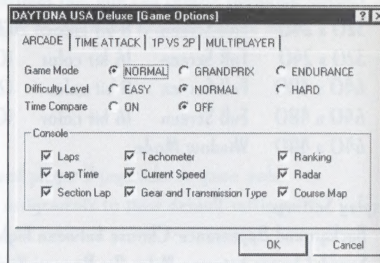 DAYTONA USA Deluxe [Game Options] ? X
ARCADE TIME ATTACK 1P VS 2P MULTIPLAYER
Game Mode NORMAL GRANDPRIX ENDURANCE
Difficulty Level EASY NORMAL HARD
Time Compare ON OFF
Console
Laps Tachometer Ranking
Lap Time Current Speed Radar
Section Lap Gear and Transmission Type Course Map
OK Cancel